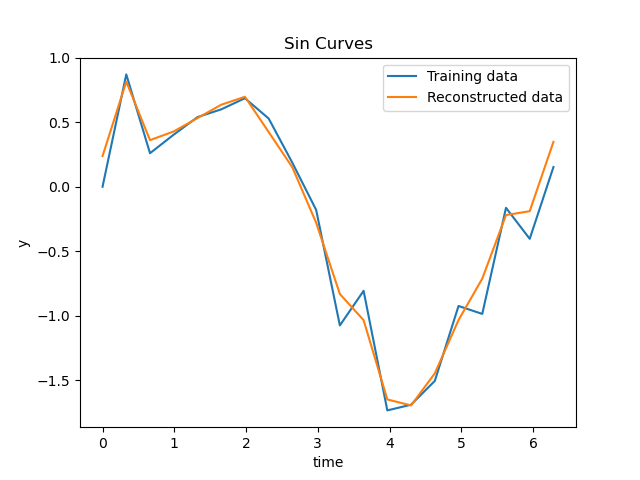 Sin Curves
Training data
Reconstructed data
1.0
0.5
0.0
−0.5
−1.0
−1.5
y
0 1 2 3 4 5 6
time